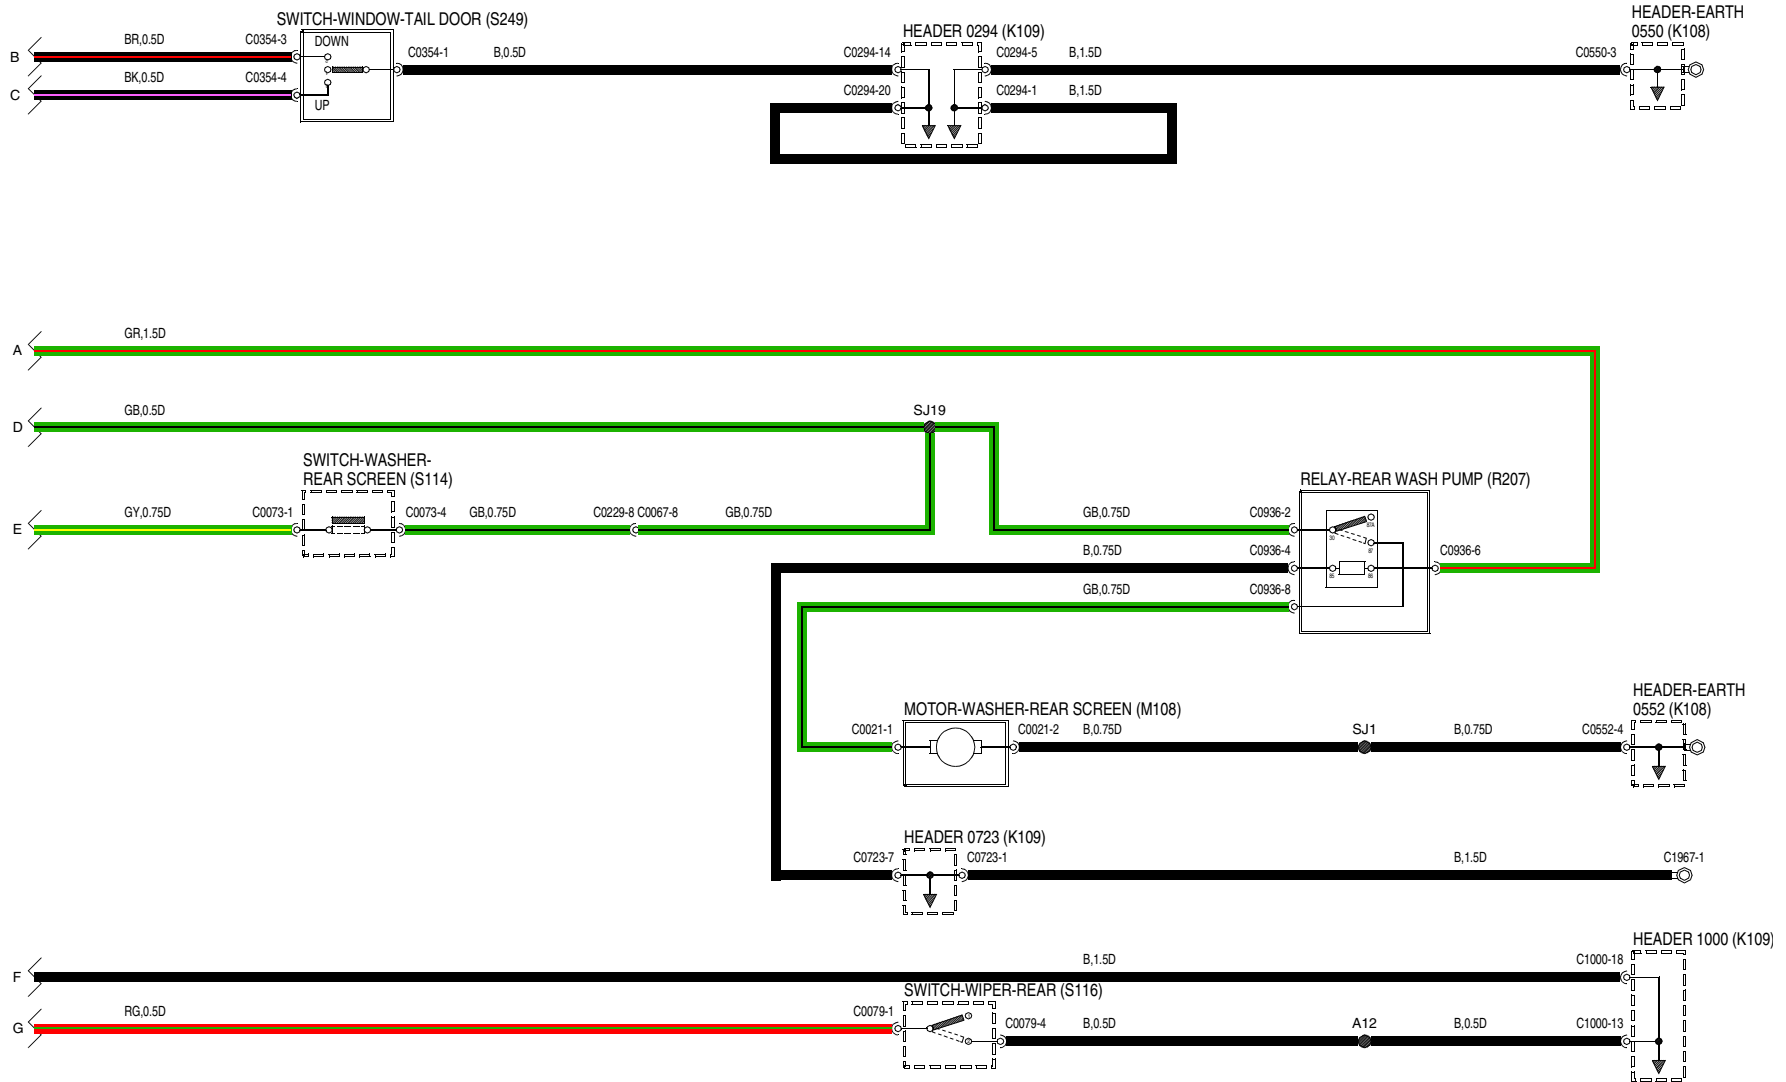 SWITCH-WINDOW-TAIL DOOR (S249)
HEADER 0294 (K109)
HEADER-EARTH
0550 (K108)
B
BR,0.5D
C0354-3
DOWN
C0354-1
B,0.5D
C0294-14
C0294-5
B,1.5D
C0550-3
C
BK,0.5D
C0354-4
UP
C0294-20
C0294-1
B,1.5D
A
GR,1.5D
D
GB,0.5D
SJ19
SWITCH-WASHER-
REAR SCREEN (S114)
RELAY-REAR WASH PUMP (R207)
E
GY,0.75D
C0073-1
C0073-4
GB,0.75D
C0229-8
C0067-8
GB,0.75D
GB,0.75D
C0936-2
87A
30
87
B,0.75D
C0936-4
85
86
C0936-6
GB,0.75D
C0936-8
MOTOR-WASHER-REAR SCREEN (M108)
HEADER-EARTH
0552 (K108)
C0021-1
C0021-2
B,0.75D
SJ1
B,0.75D
C0552-4
HEADER 0723 (K109)
C0723-7
C0723-1
B,1.5D
C1967-1
HEADER 1000 (K109)
F
B,1.5D
C1000-18
SWITCH-WIPER-REAR (S116)
G
RG,0.5D
C0079-1
1
2
C0079-4
B,0.5D
A12
B,0.5D
C1000-13